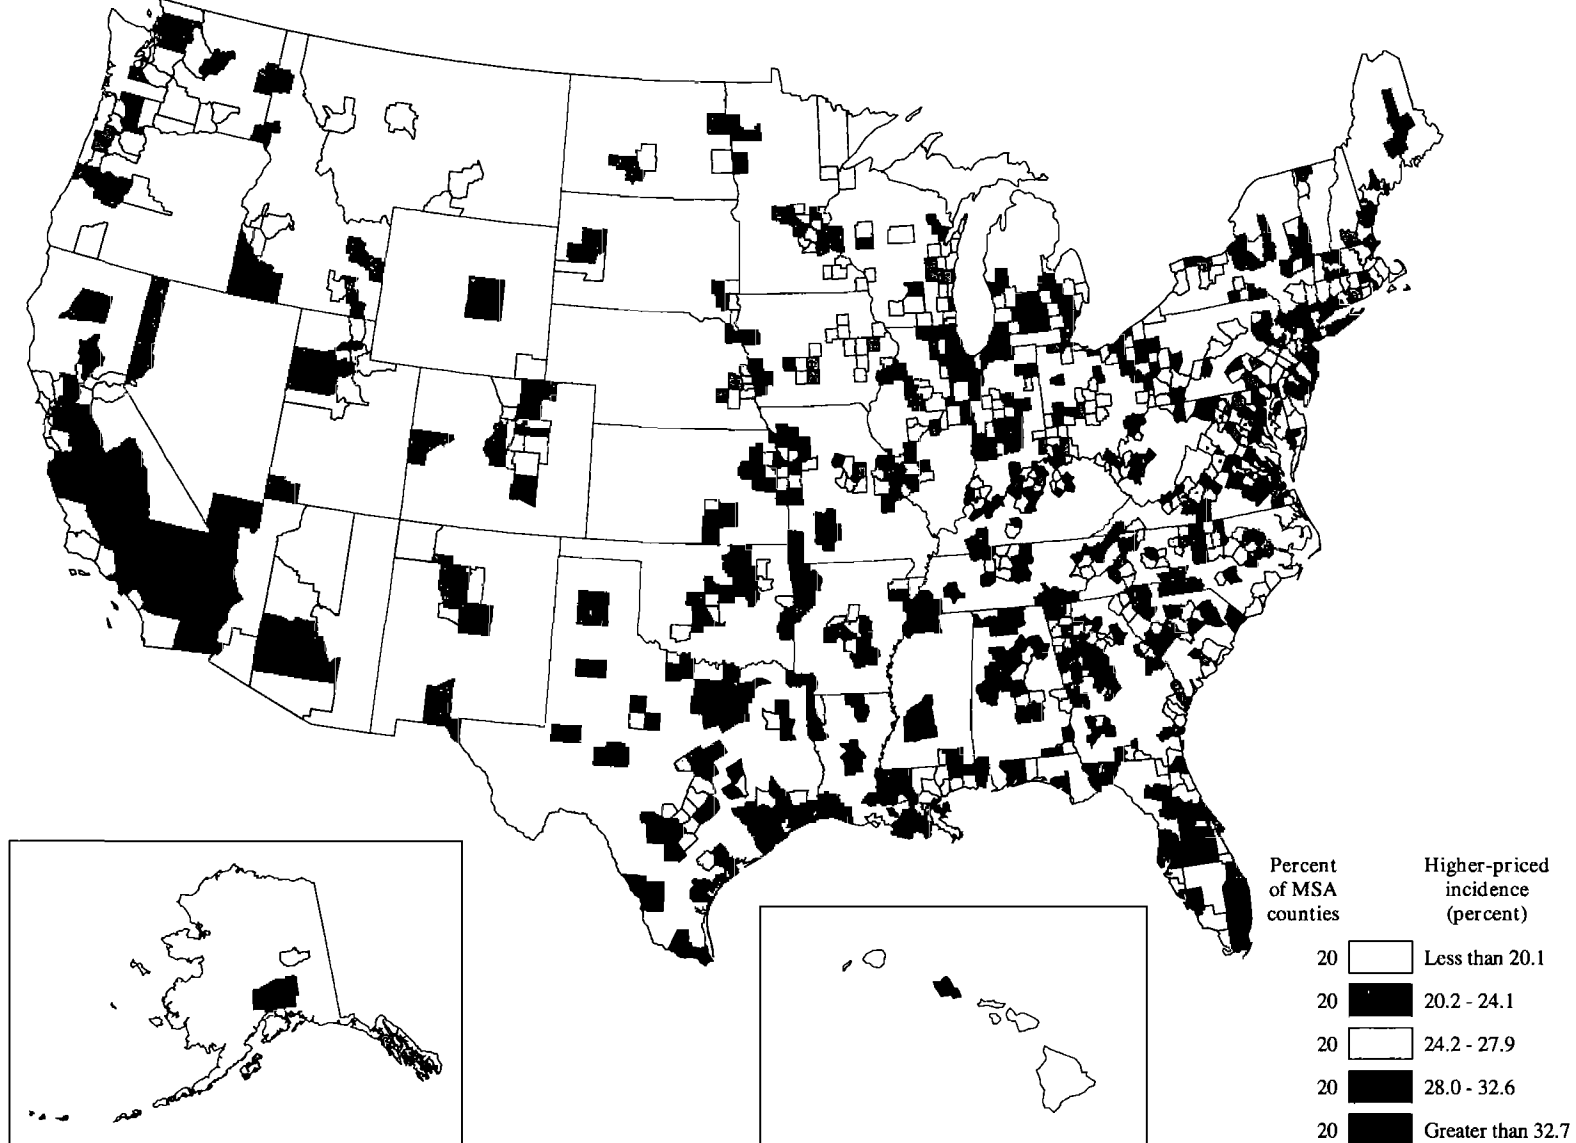 Percent Higher-priced
of MSA incidence
counties (percent)
20 Less than 20.1
20 20.2 - 24.1
20 24.2 - 27.9
20 28.0 - 32.6
20 Greater than 32.7